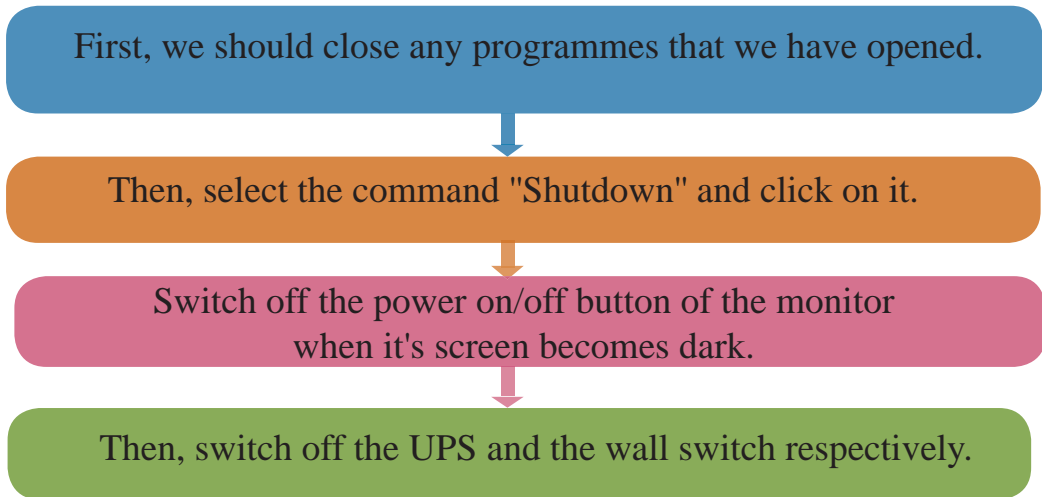 First, we should close any programmes that we have opened.
Then, select the command "Shutdown" and click on it.
Switch off the power on/off button of the monitor
when it's screen becomes dark.
Then, switch off the UPS and the wall switch respectively.